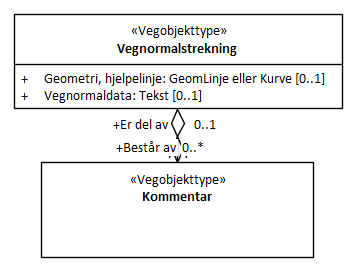 «Vegobjekttype»
Vegnormalstrekning
+ Geometri, hjelpelinje: GeomLinje eller Kurve [0..1]
+ Vegnormaldata: Tekst [0..1]
+Er del av 0..1
+Består av 0..*
«Vegobjekttype»
Kommentar